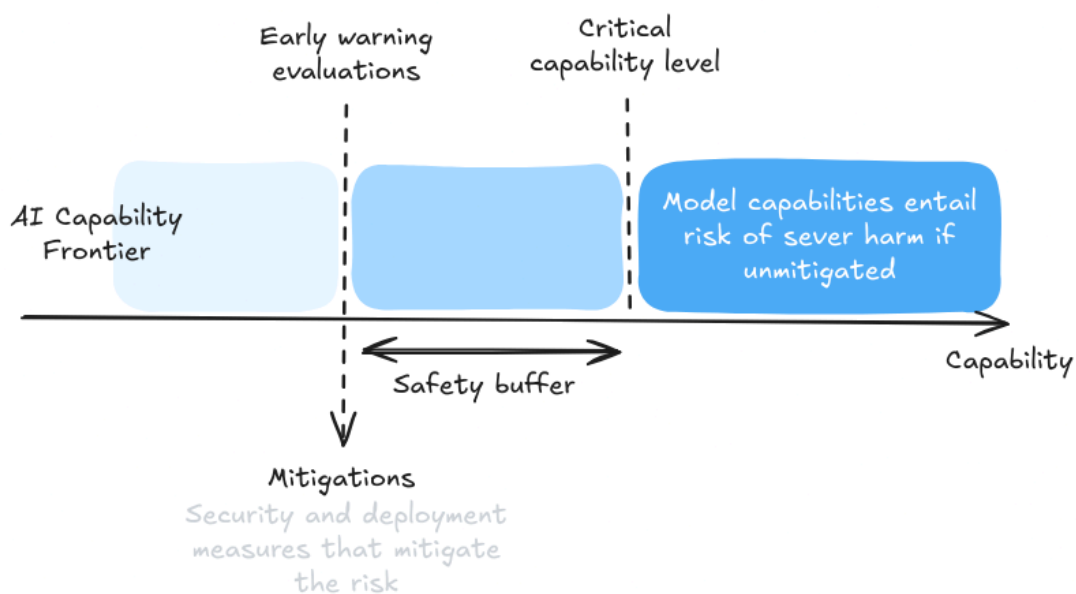 Early warning
evaluations
Critical
capability level
AI Capability
Frontier
Model capabilities entail
risk of sever harm if
unmitigated
Capability
Safety buffer
Mitigations
Security and deployment
measures that mitigate
the risk